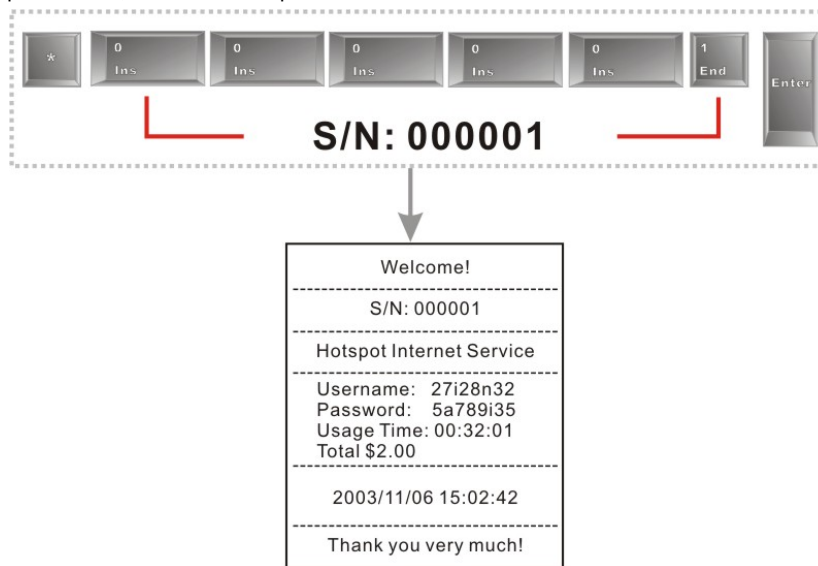 * 0 Ins 0 Ins 0 Ins 0 Ins 0 Ins 1 End Enter
S/N: 000001
Welcome!
S/N: 000001
Hotspot Internet Service
Username: 27i28n32
Password: 5a789i35
Usage Time: 00:32:01
Total $2.00
2003/11/06 15:02:42
Thank you very much!